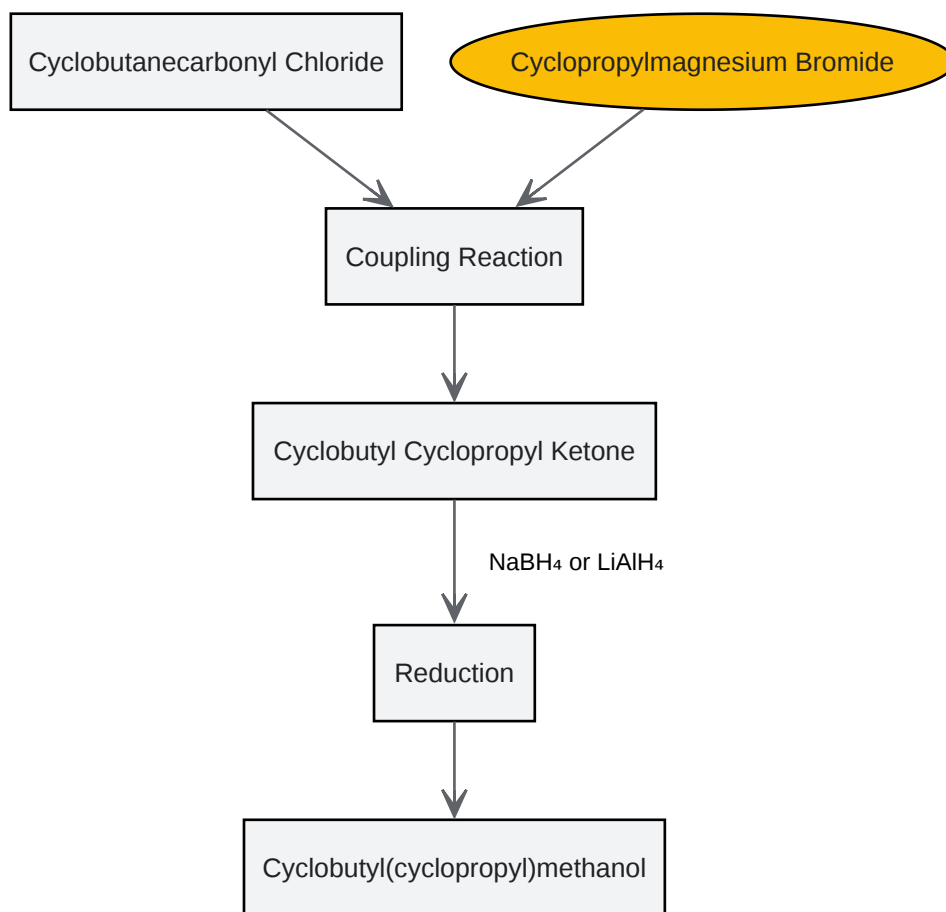 Cyclobutanecarbonyl Chloride
Cyclopropylmagnesium Bromide
Coupling Reaction
Cyclobutyl Cyclopropyl Ketone
NaBH₄ or LiAlH₄
Reduction
Cyclobutyl(cyclopropyl)methanol